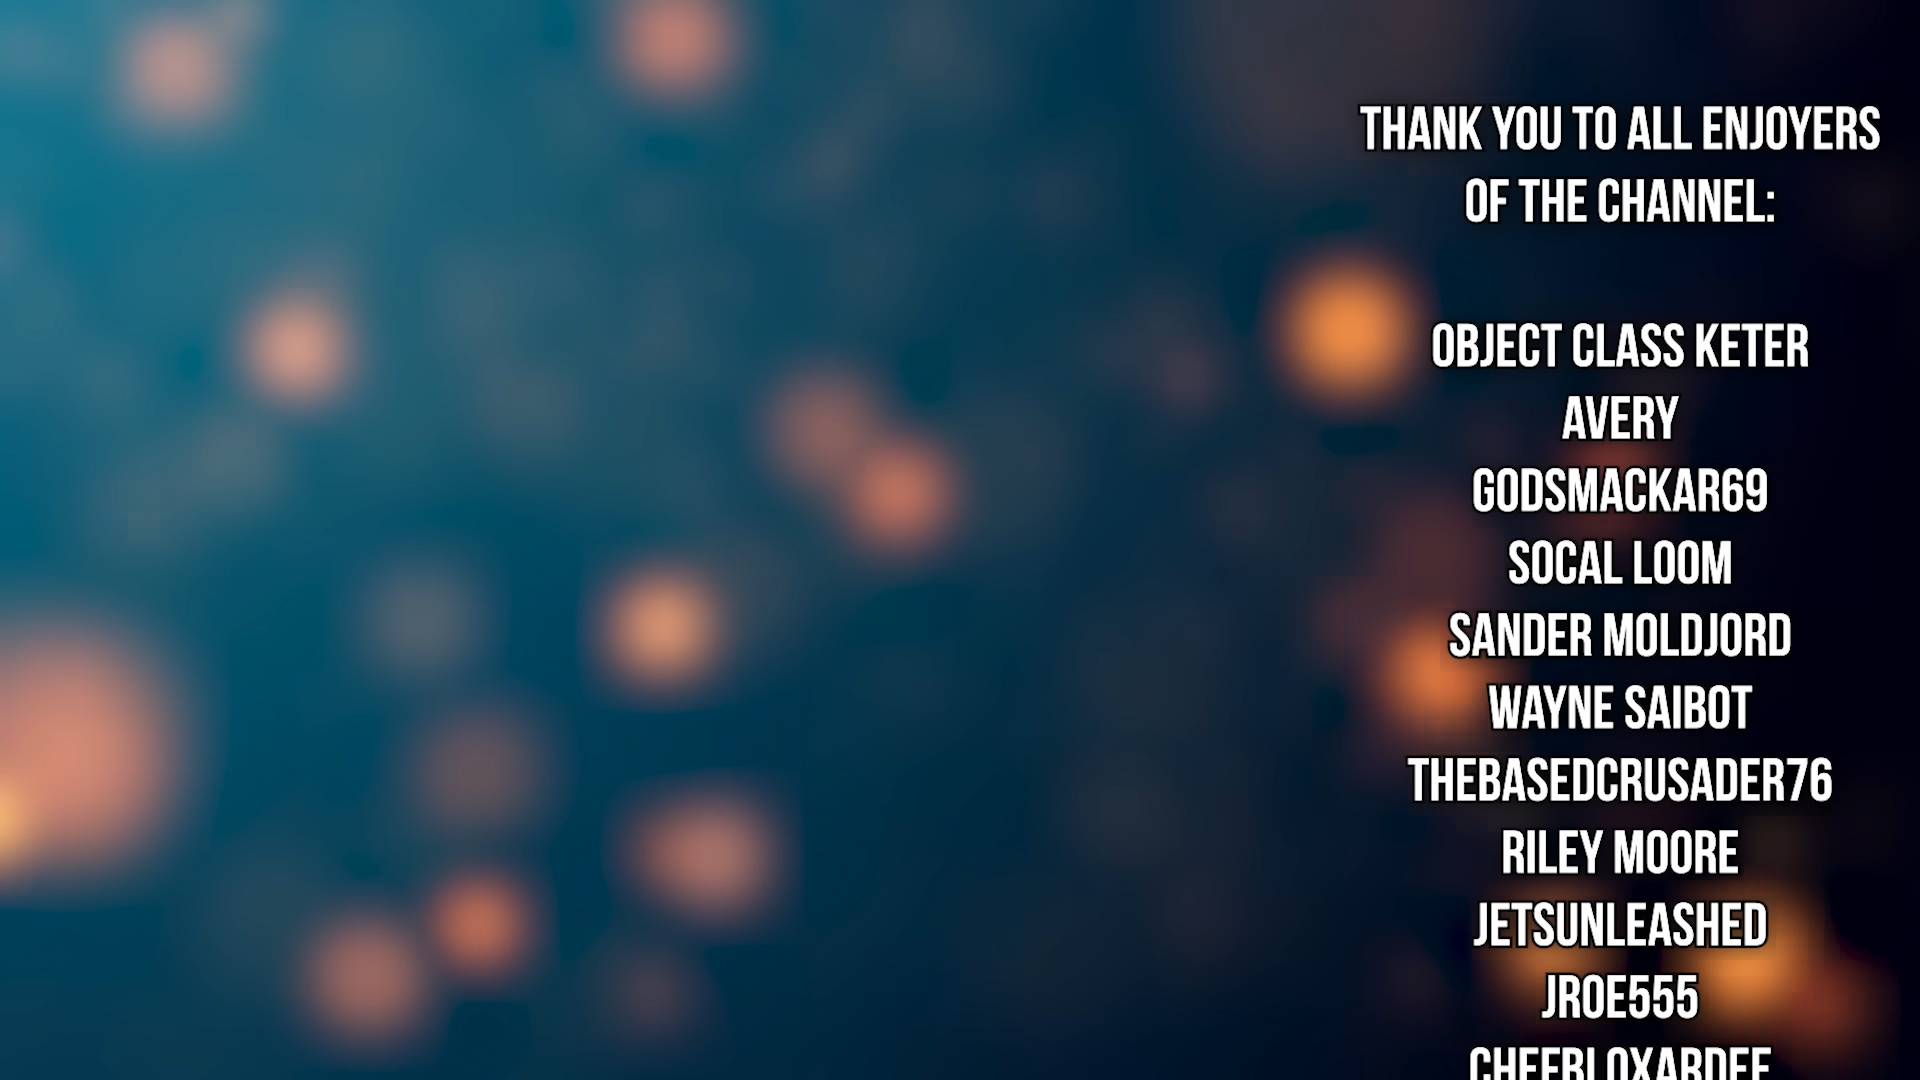 THANK YOU TO ALL ENJOYERS
OF THE CHANNEL:
OBJECT CLASS KETER
AVERY
GODSMACKAR69
SOCAL LOOM
SANDER MOLDJORD
WAYNE SAIBOT
THEBASEDCRUSADER76
RILEY MOORE
JETSUNLEASHED
JROE555